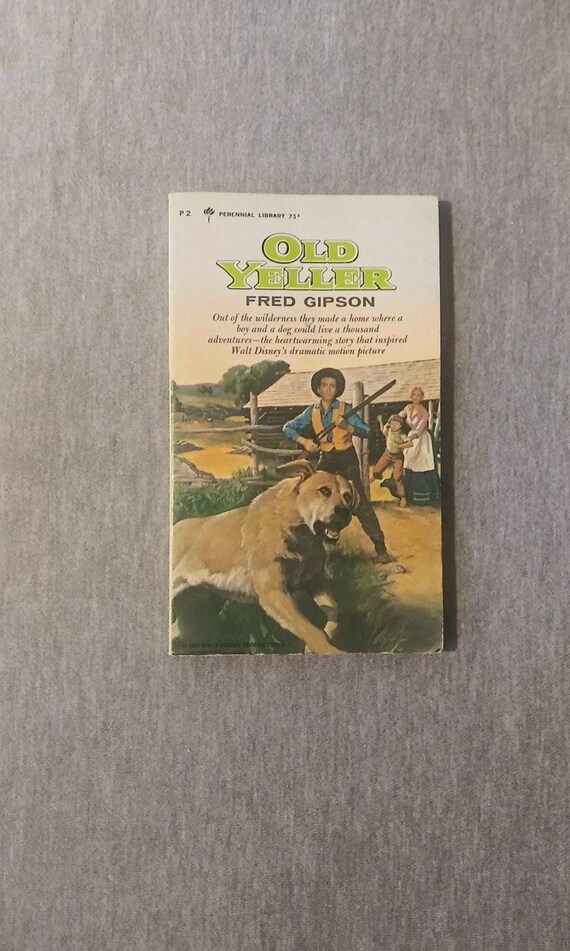 P 2 PERENNIAL LIBRARY 75¢
OLD
YELLER
FRED GIPSON
Out of the wilderness they made a home where a
boy and a dog could live a thousand
adventures—the heartwarming story that inspired
Walt Disney's dramatic motion picture